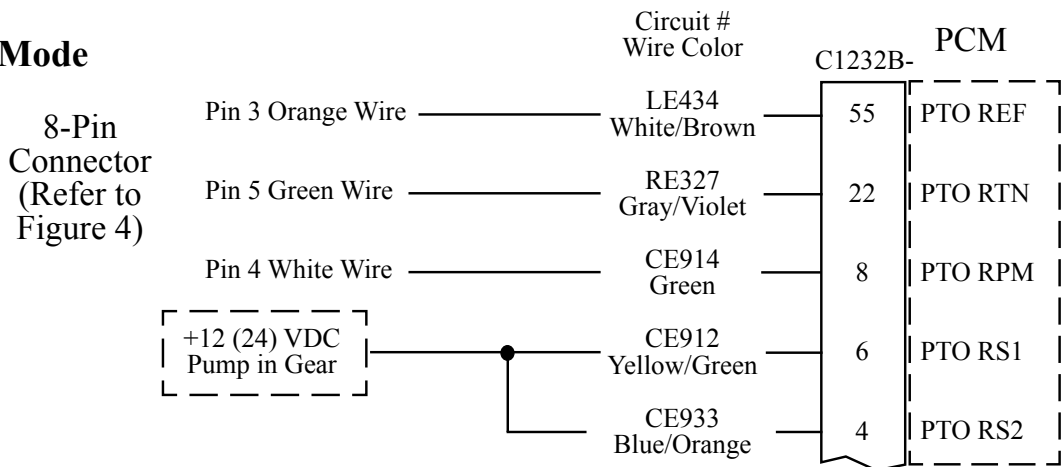 Mode
Circuit #
Wire Color
C1232B-
PCM
8-Pin
Connector
(Refer to
Figure 4)
Pin 3 Orange Wire
LE434
White/Brown
55
PTO REF
Pin 5 Green Wire
RE327
Gray/Violet
22
PTO RTN
Pin 4 White Wire
CE914
Green
8
PTO RPM
+12 (24) VDC
Pump in Gear
CE912
Yellow/Green
6
PTO RS1
CE933
Blue/Orange
4
PTO RS2